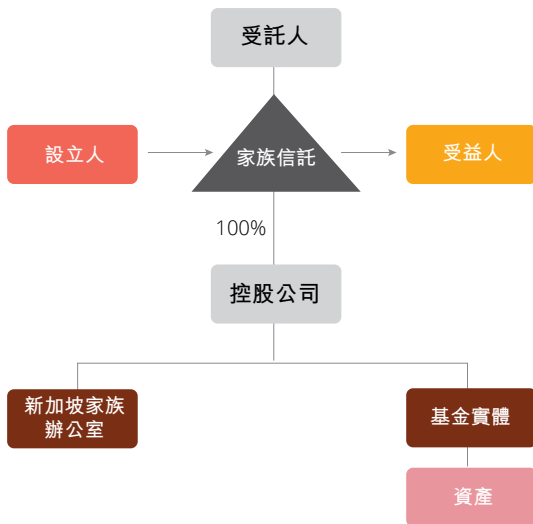 受託人
設立人
家族信託
受益人
100%
控股公司
新加坡家族
辦公室
基金實體
資產